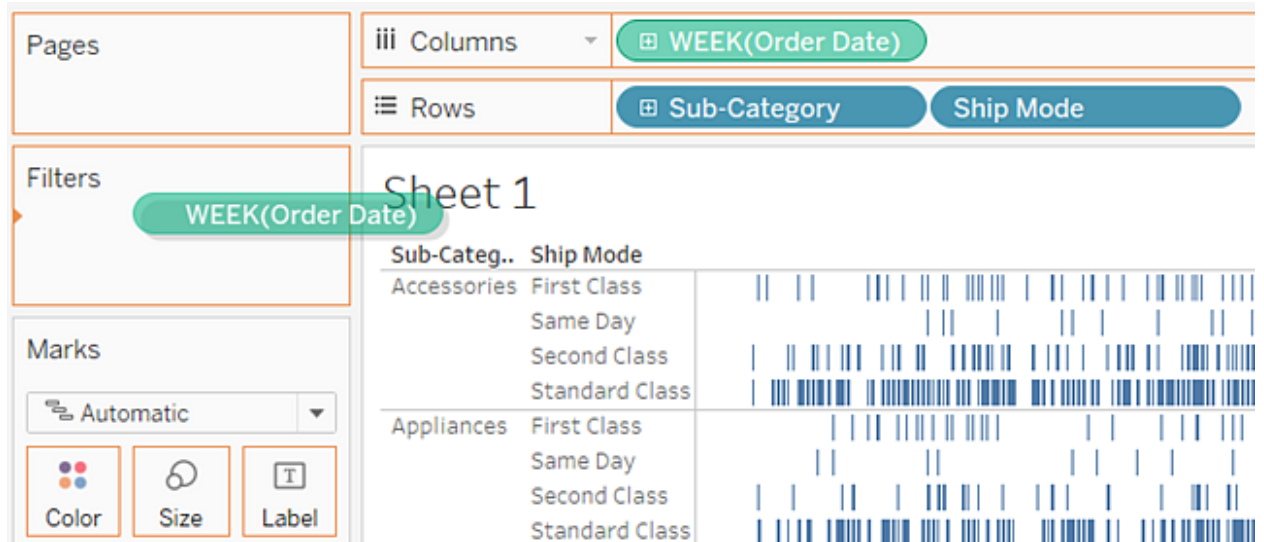 Pages
Columns WEEK(Order Date)
Rows Sub-Category Ship Mode
Filters
WEEK(Order Date)
Sheet 1
Sub-Categ.. Ship Mode
Accessories First Class
Same Day
Second Class
Standard Class
Appliances First Class
Same Day
Second Class
Standard Class
Marks
Automatic
Color Size Label
T